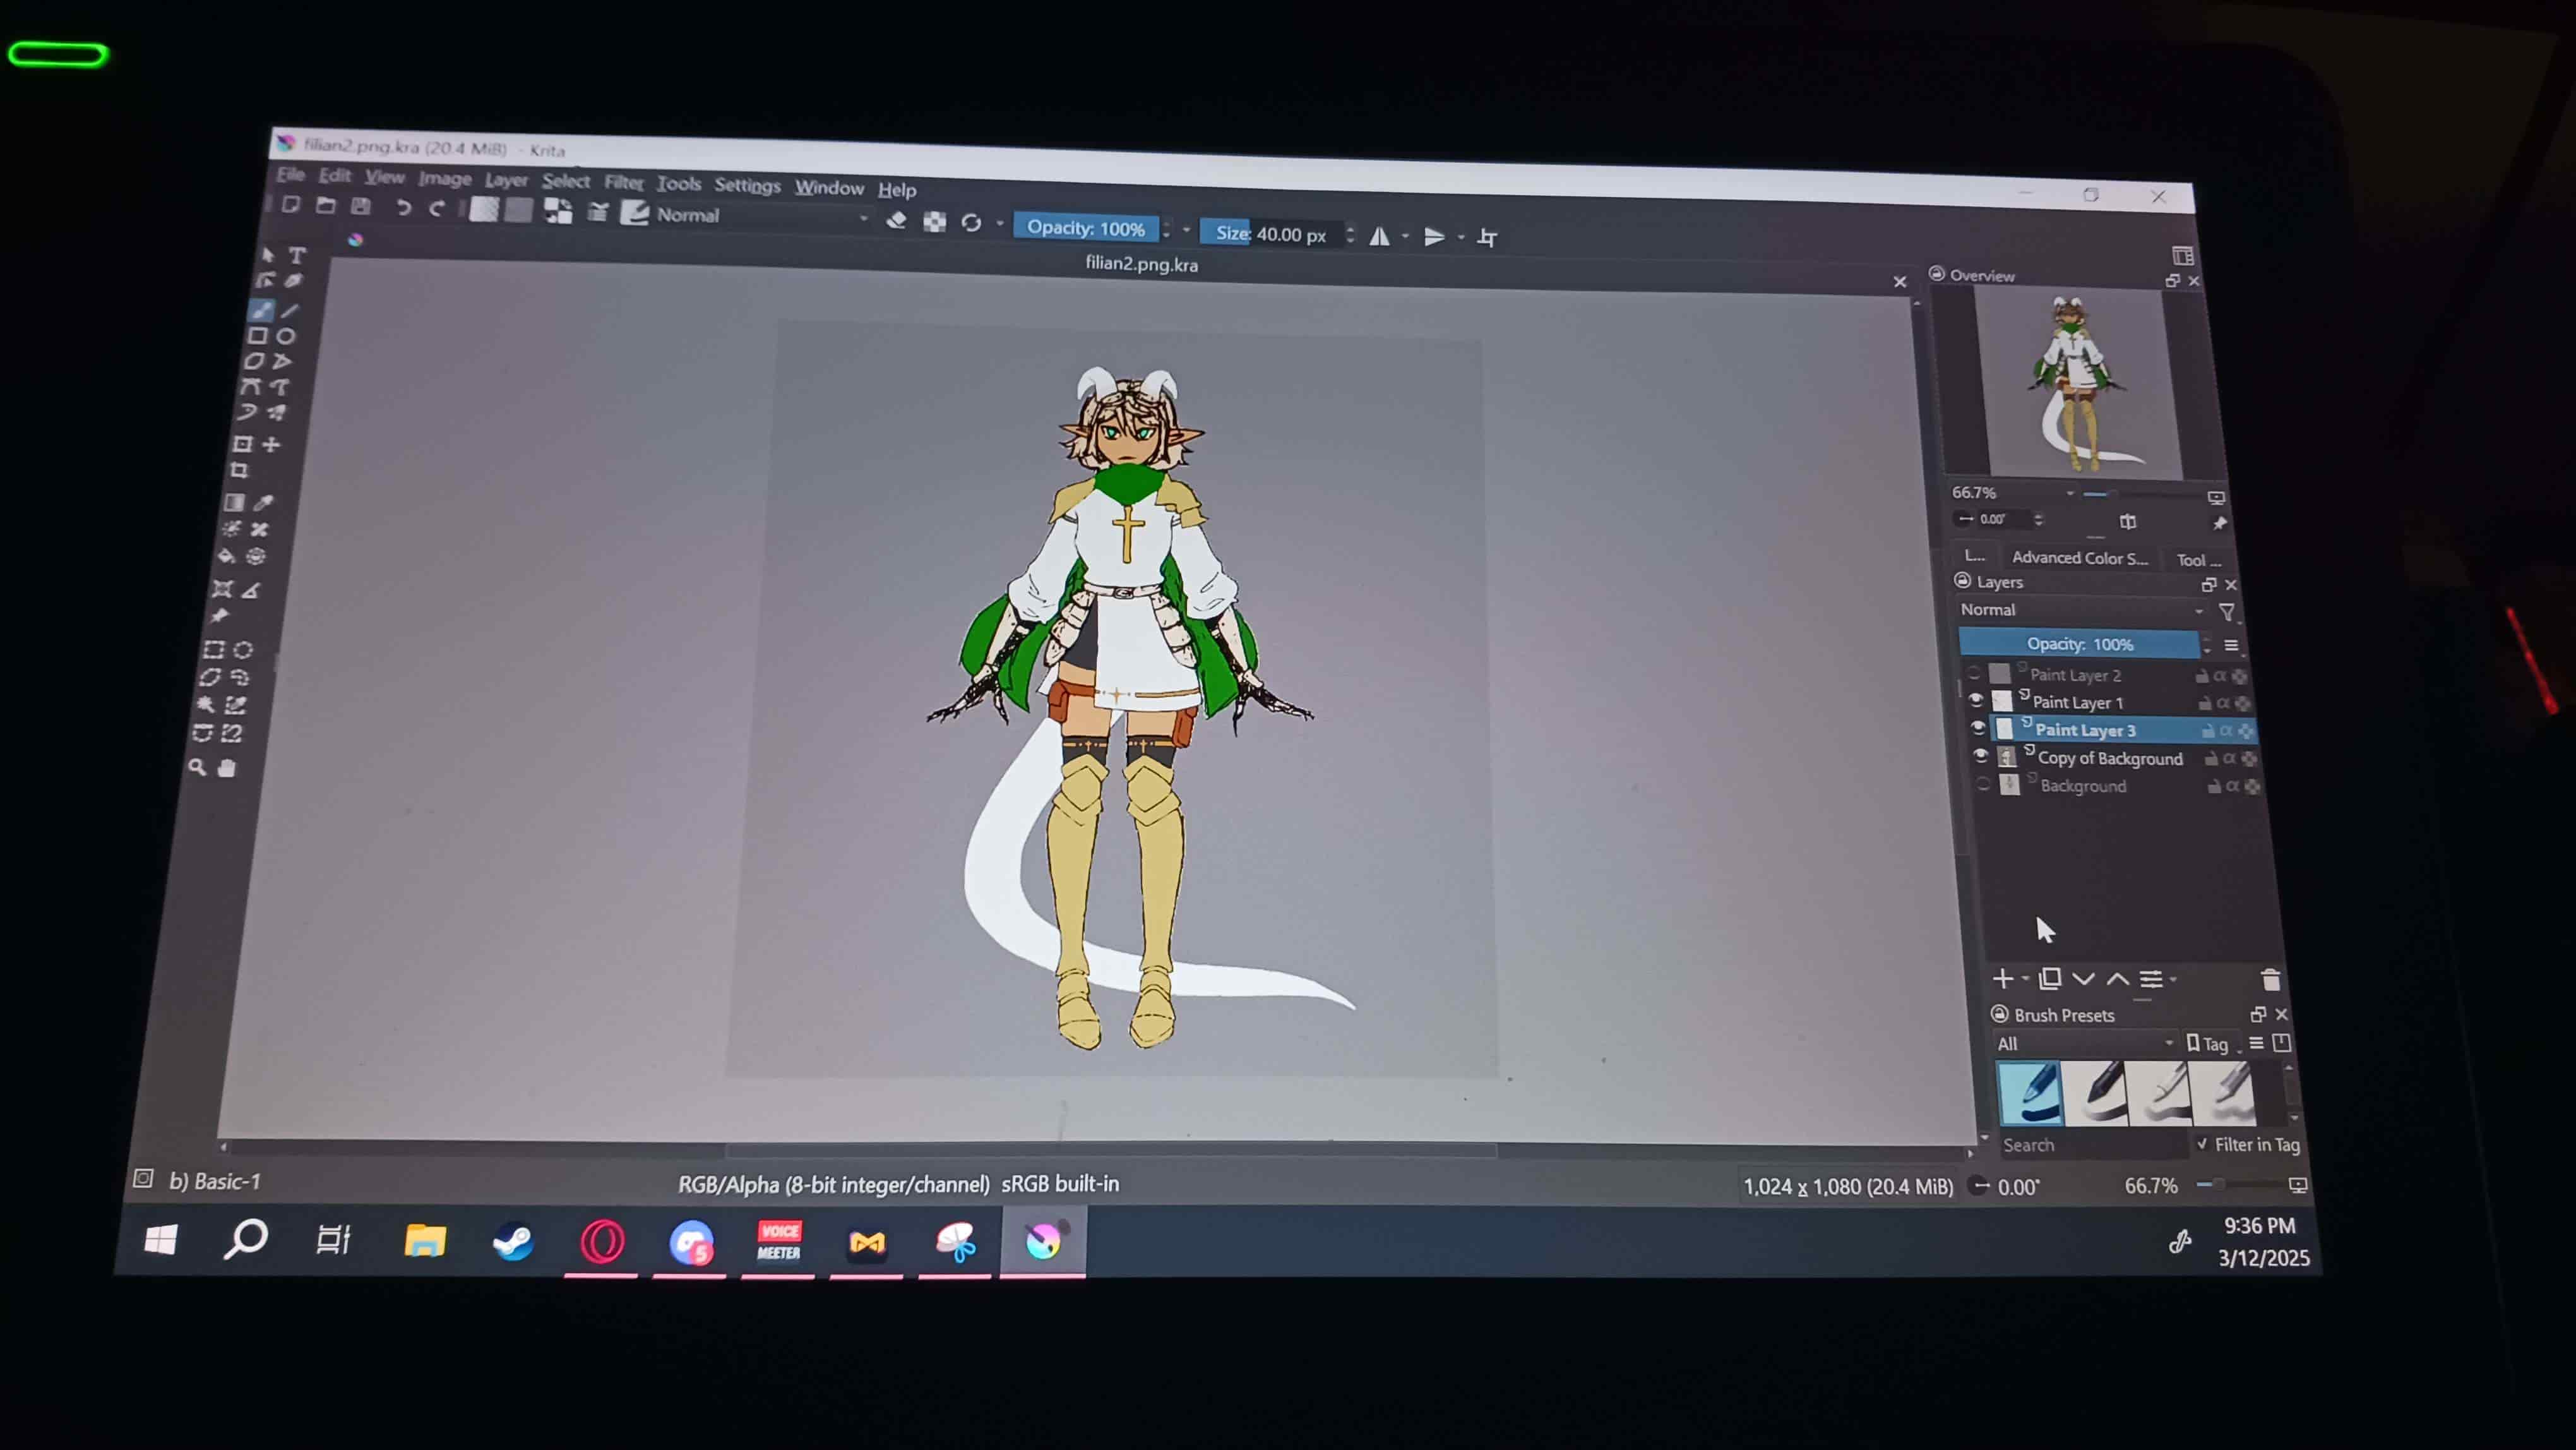 filian2.png.kra (20.4 MiB) - Krita
File Edit View Image Layer Select Filter Tools Settings Window Help
Normal
Opacity: 100%
Size: 40.00 px
filian2.png.kra
Overview
66.7%
0.00°
L... Advanced Color S... Tool ...
Layers
Normal
Opacity: 100%
Paint Layer 2
Paint Layer 1
Paint Layer 3
Copy of Background
Background
Brush Presets
All
Tag
Search
Filter in Tag
b) Basic-1
RGB/Alpha (8-bit integer/channel) sRGB built-in
1,024 x 1,080 (20.4 MiB)
0.00°
66.7%
5
VOICE
MEETER
9:36 PM
3/12/2025